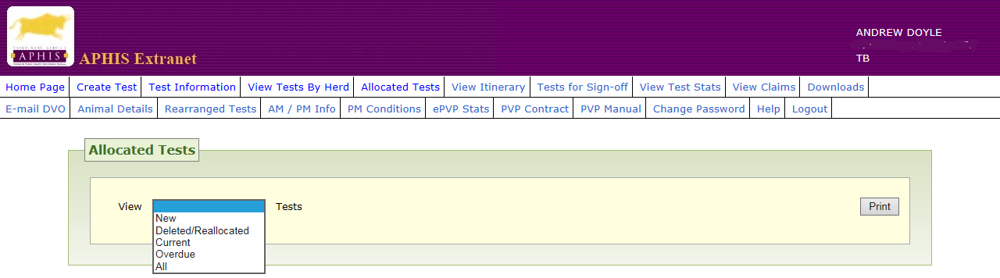 ANDREW DOYLE
TB
APHIS
APHIS Extranet
Home Page Create Test Test Information View Tests By Herd Allocated Tests View Itinerary Tests for Sign-off View Test Stats View Claims Downloads
E-mail DVO Animal Details Rearranged Tests AM / PM Info PM Conditions ePVP Stats PVP Contract PVP Manual Change Password Help Logout
Allocated Tests
View Tests Print
New
Deleted/Reallocated
Current
Overdue
All